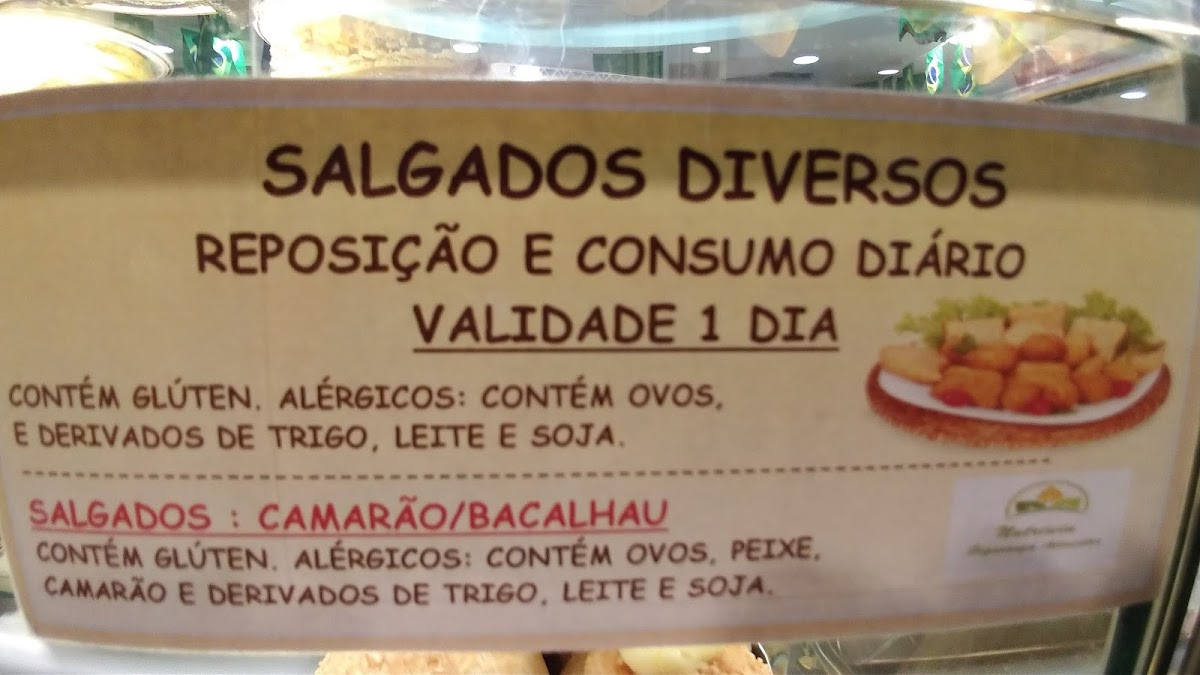 SALGADOS DIVERSOS
REPOSIÇÃO E CONSUMO DIÁRIO
VALIDADE 1 DIA
CONTÉM GLÚTEN. ALÉRGICOS: CONTÉM OVOS,
E DERIVADOS DE TRIGO, LEITE E SOJA.
SALGADOS : CAMARÃO/BACALHAU
CONTÉM GLÚTEN. ALÉRGICOS: CONTÉM OVOS, PEIXE,
CAMARÃO E DERIVADOS DE TRIGO, LEITE E SOJA.